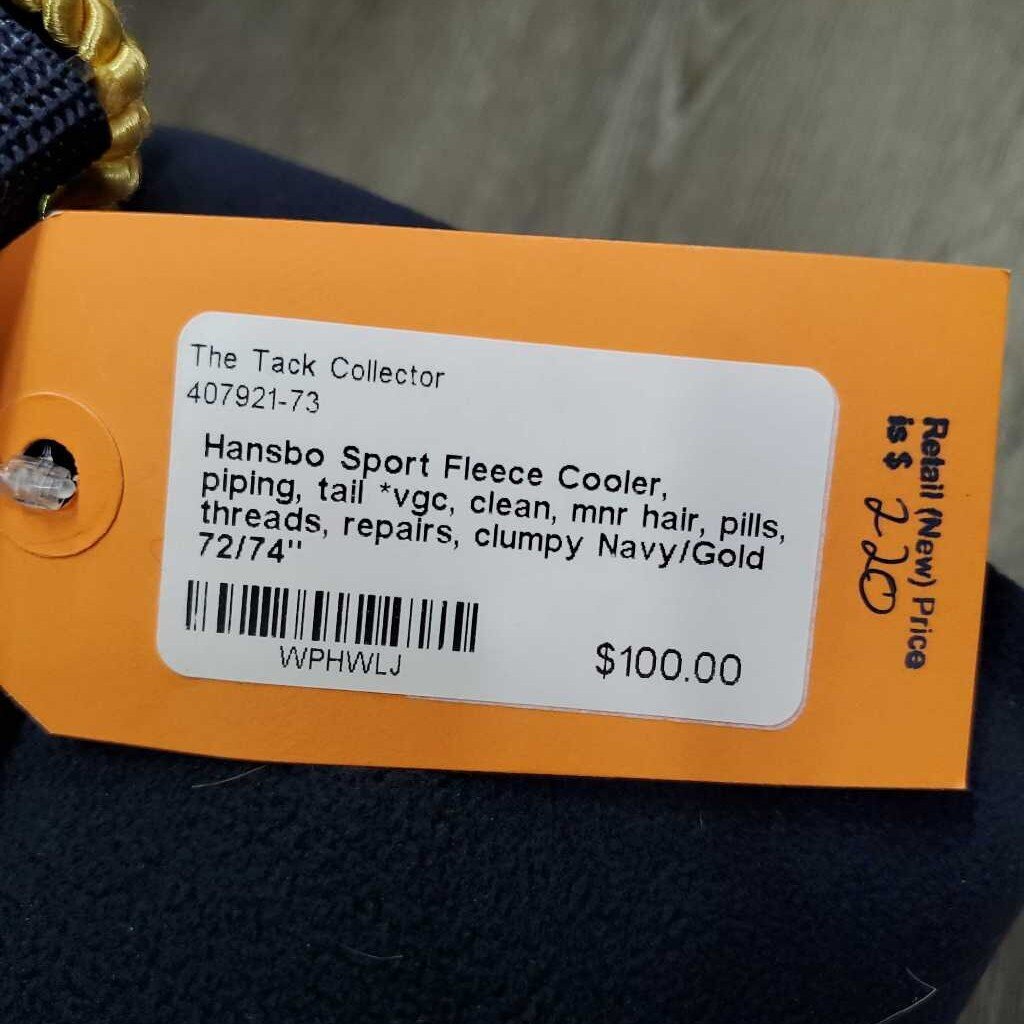 The Tack Collector
407921-73
Hansbo Sport Fleece Cooler,
piping, tail *vgc, clean, mnr hair, pills,
threads, repairs, clumpy Navy/Gold
72/74"
WPHWLJ
$100.00
Retail (New) Price
is $ 220